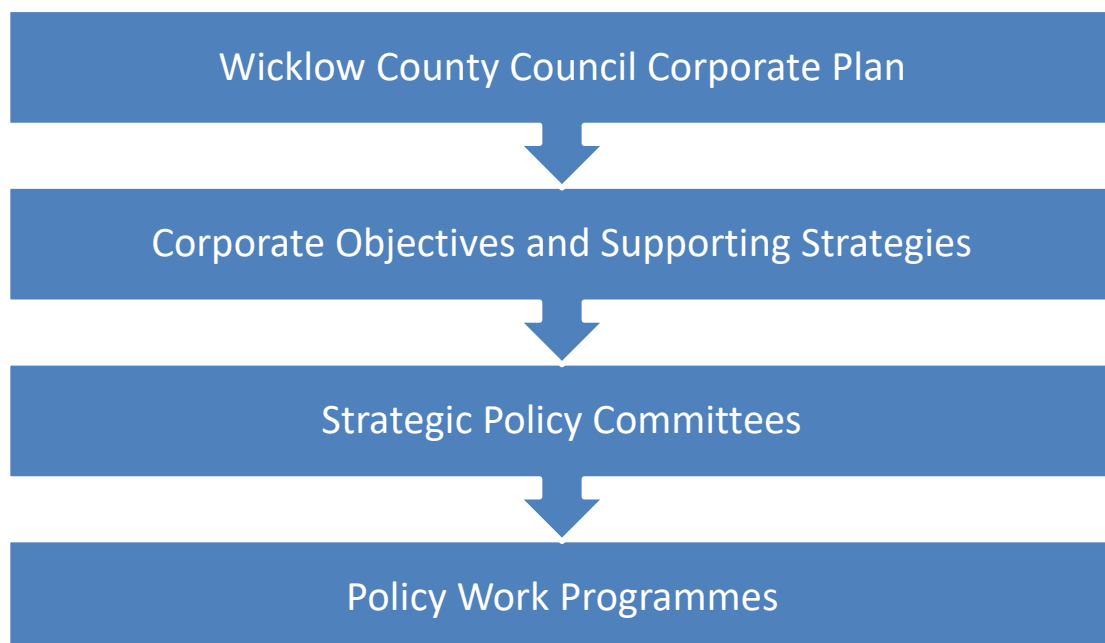 Wicklow County Council Corporate Plan
Corporate Objectives and Supporting Strategies
Strategic Policy Committees
Policy Work Programmes